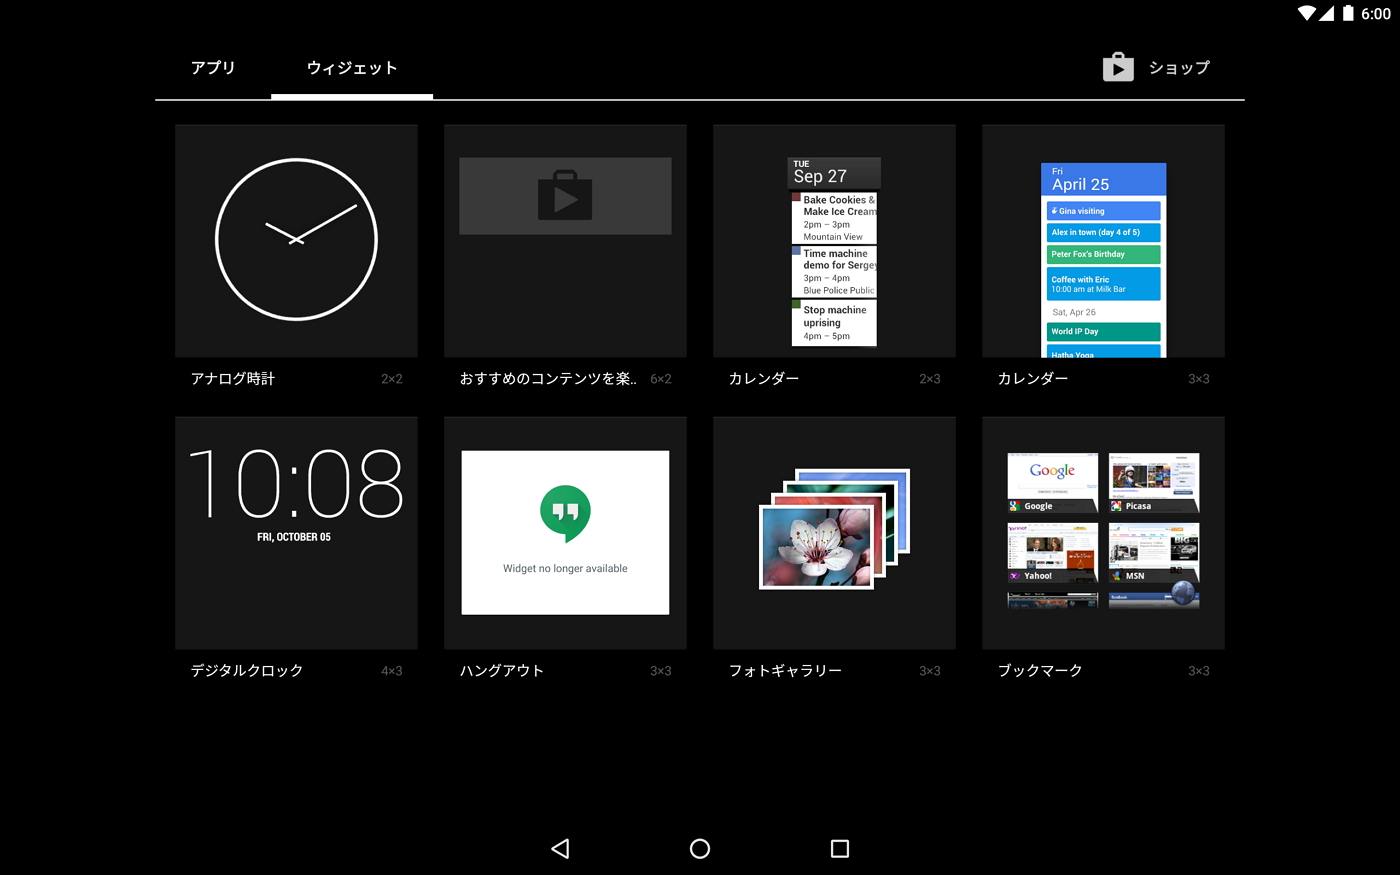 6:00
アプリ
ウィジェット
ショップ
TUE
Sep 27
Bake Cookies &
Make Ice Cream
2pm – 3pm
Mountain View
Time machine
demo for Sergey
3pm – 4pm
Blue Police Public
Stop machine
uprising
4pm – 5pm
Fri
April 25
Gina visiting
Alex in town (day 4 of 5)
Peter Fox's Birthday
Coffee with Eric
10:00 am at Milk Bar
Sat, Apr 26
World IP Day
Hatha Yoga
アナログ時計 2×2
おすすめのコンテンツを楽.. 6×2
カレンダー 2×3
カレンダー 3×3
10:08
FRI, OCTOBER 05
Widget no longer available
Google
Google
Picasa
Yahoo!
MSN
デジタルクロック 4×3
ハングアウト 3×3
フォトギャラリー 3×3
ブックマーク 3×3